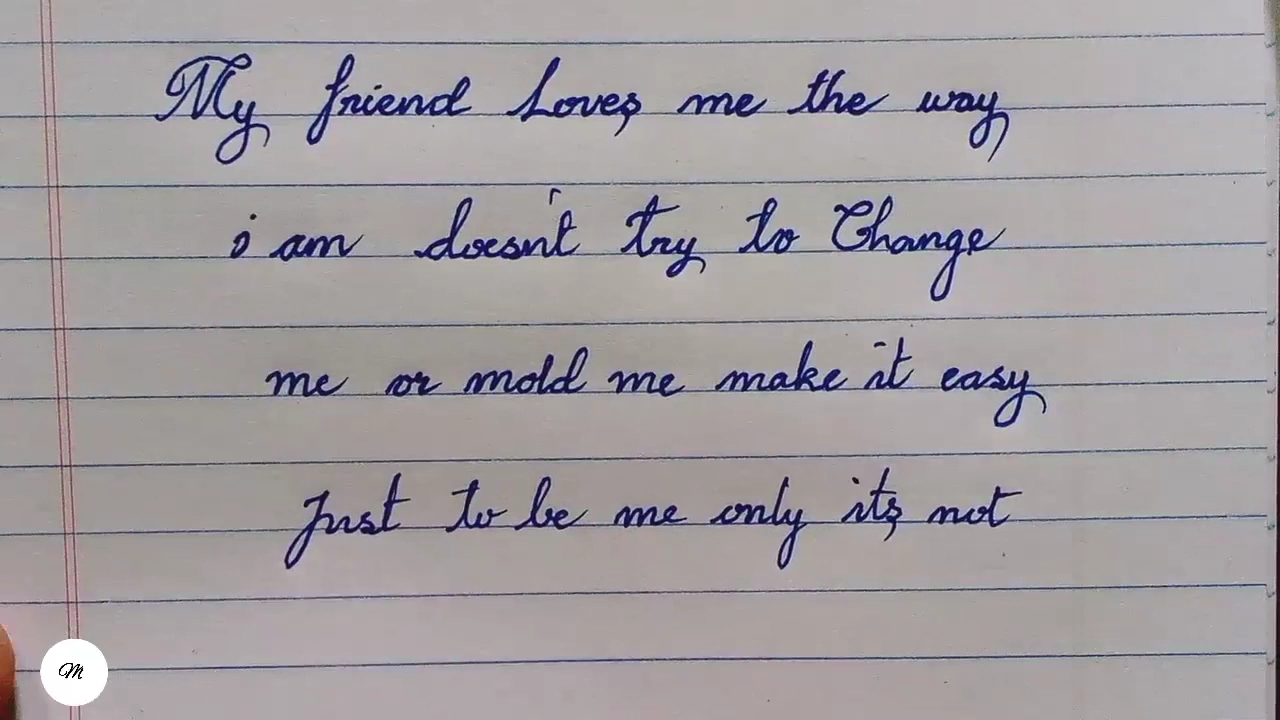 My friend Loves me the way
i am doesn't try to Change
me or mold me make it easy
Just to be me only its not
M